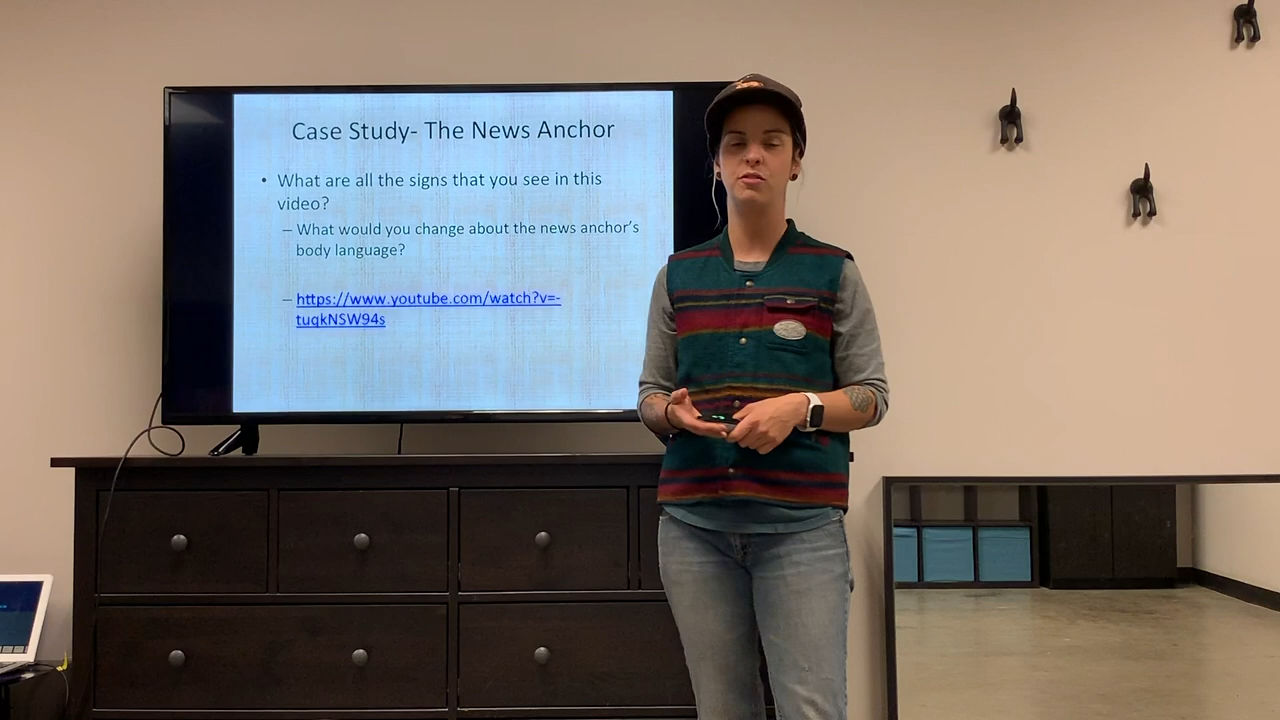 Case Study- The News Anchor
• What are all the signs that you see in this
video?
– What would you change about the news anchor's
body language?
– https://www.youtube.com/watch?v=-
tuqkNSW94s